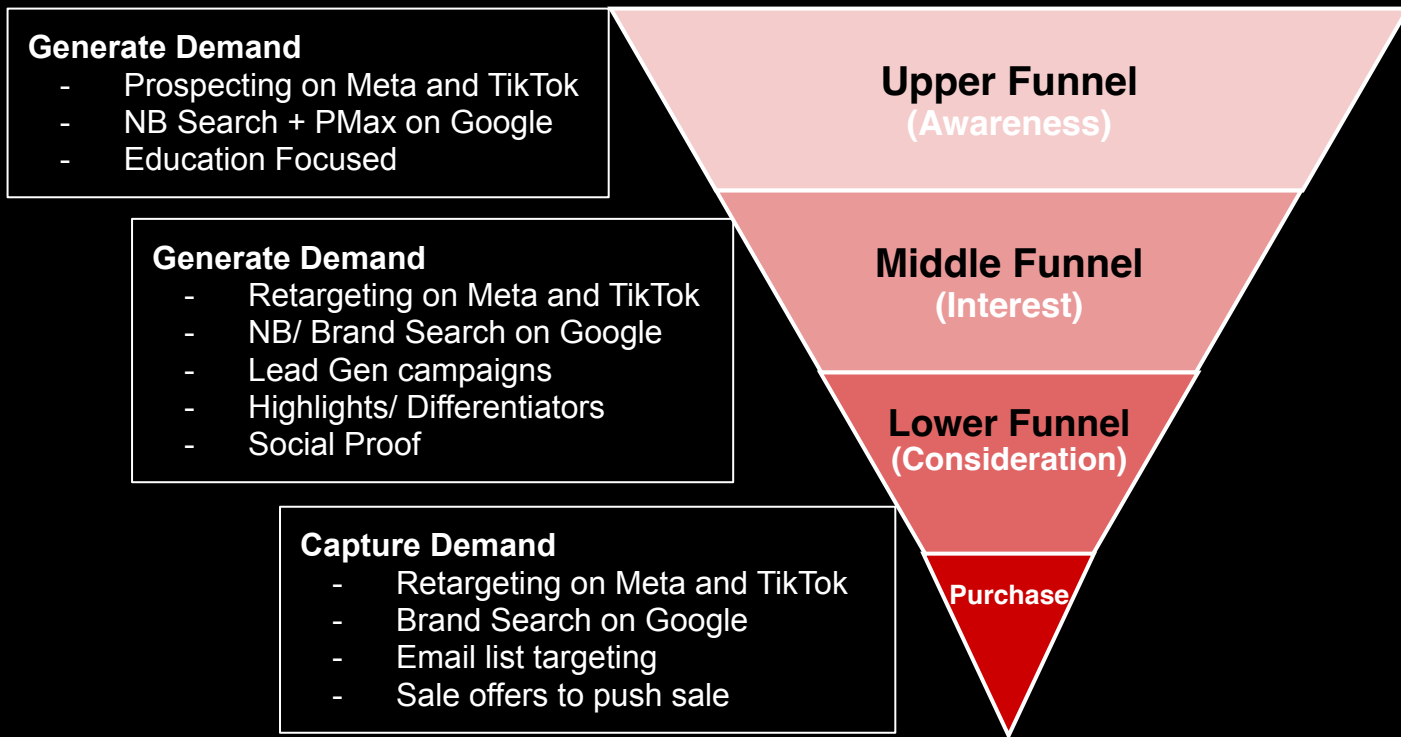 Generate Demand
- Prospecting on Meta and TikTok
- NB Search + PMax on Google
- Education Focused
Upper Funnel
(Awareness)
Generate Demand
- Retargeting on Meta and TikTok
- NB/ Brand Search on Google
- Lead Gen campaigns
- Highlights/ Differentiators
- Social Proof
Middle Funnel
(Interest)
Lower Funnel
(Consideration)
Capture Demand
- Retargeting on Meta and TikTok
- Brand Search on Google
- Email list targeting
- Sale offers to push sale
Purchase